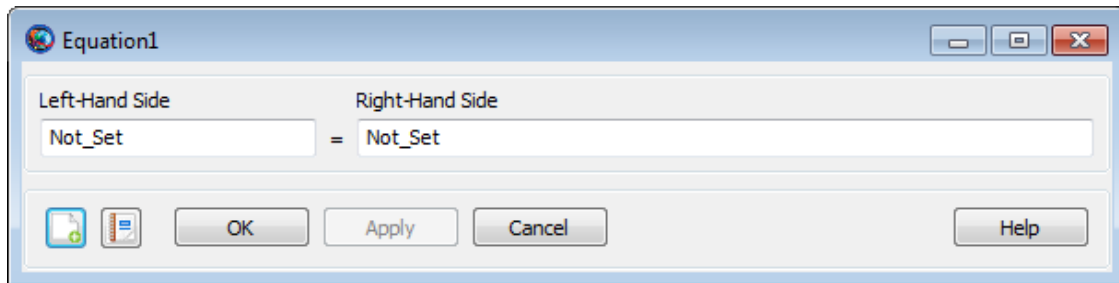 Equation1
Left-Hand Side Right-Hand Side
Not_Set = Not_Set
OK Apply Cancel Help